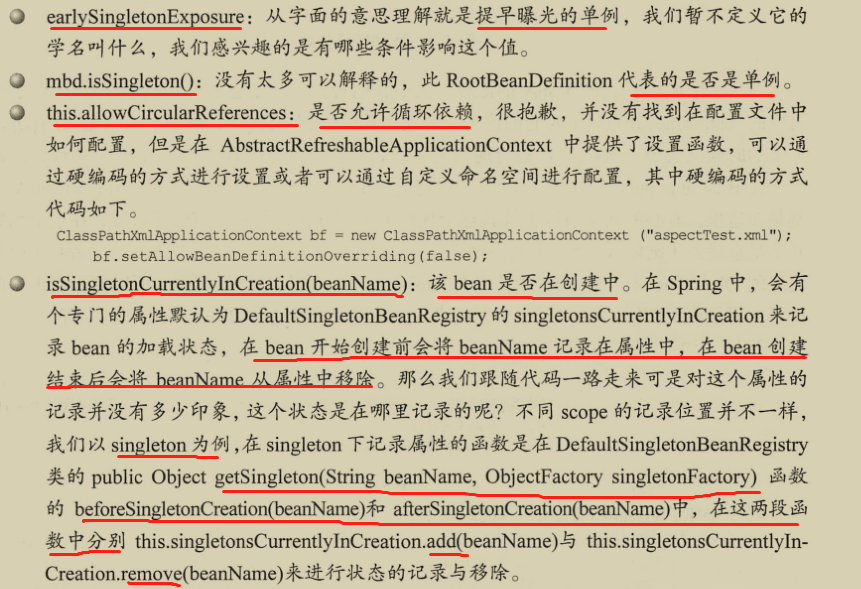 earlySingletonExposure：从字面的意思理解就是提早曝光的单例，我们暂不定义它的
学名叫什么，我们感兴趣的是有哪些条件影响这个值。
mbd.isSingleton()：没有太多可以解释的，此 RootBeanDefinition 代表的是否是单例。
this.allowCircularReferences：是否允许循环依赖，很抱歉，并没有找到在配置文件中
如何配置，但是在 AbstractRefreshableApplicationContext 中提供了设置函数，可以通
过硬编码的方式进行设置或者可以通过自定义命名空间进行配置，其中硬编码的方式
代码如下。
ClassPathXmlApplicationContext bf = new ClassPathXmlApplicationContext ("aspectTest.xml");
bf.setAllowBeanDefinitionOverriding(false);
isSingletonCurrentlyInCreation(beanName)：该 bean 是否在创建中。在 Spring 中，会有
个专门的属性默认为 DefaultSingletonBeanRegistry 的 singletonsCurrentlyInCreation 来记
录 bean 的加载状态，在 bean 开始创建前会将 beanName 记录在属性中，在 bean 创建
结束后会将 beanName 从属性中移除。那么我们跟随代码一路走来可是对这个属性的
记录并没有多少印象，这个状态是在哪里记录的呢？不同 scope 的记录位置并不一样，
我们以 singleton 为例，在 singleton 下记录属性的函数是在 DefaultSingletonBeanRegistry
类的 public Object getSingleton(String beanName, ObjectFactory singletonFactory) 函数
的 beforeSingletonCreation(beanName)和 afterSingletonCreation(beanName)中，在这两段函
数中分别 this.singletonsCurrentlyInCreation.add(beanName)与 this.singletonsCurrentlyIn-
Creation.remove(beanName)来进行状态的记录与移除。